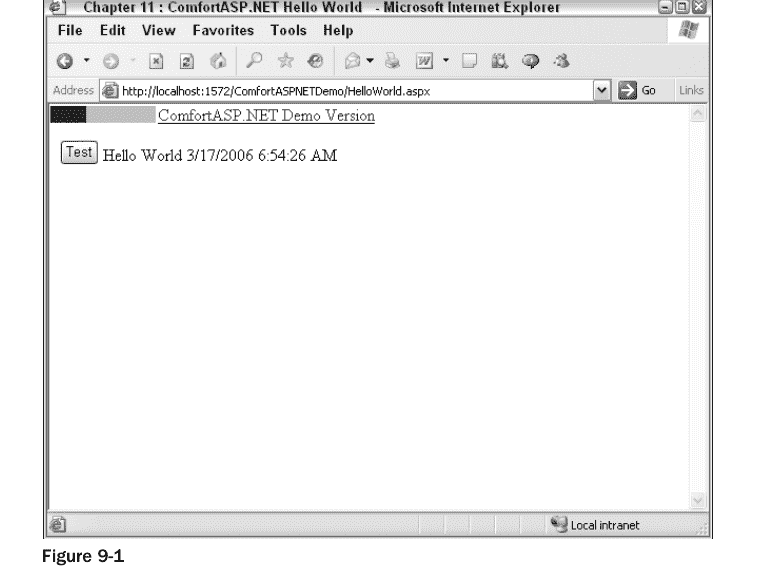 Chapter 11 : ComfortASP.NET Hello World - Microsoft Internet Explorer
File Edit View Favorites Tools Help
Address http://localhost:1572/ComfortASPNETDemo/HelloWorld.aspx Go Links
ComfortASP.NET Demo Version
Test Hello World 3/17/2006 6:54:26 AM
Local intranet
Figure 9-1